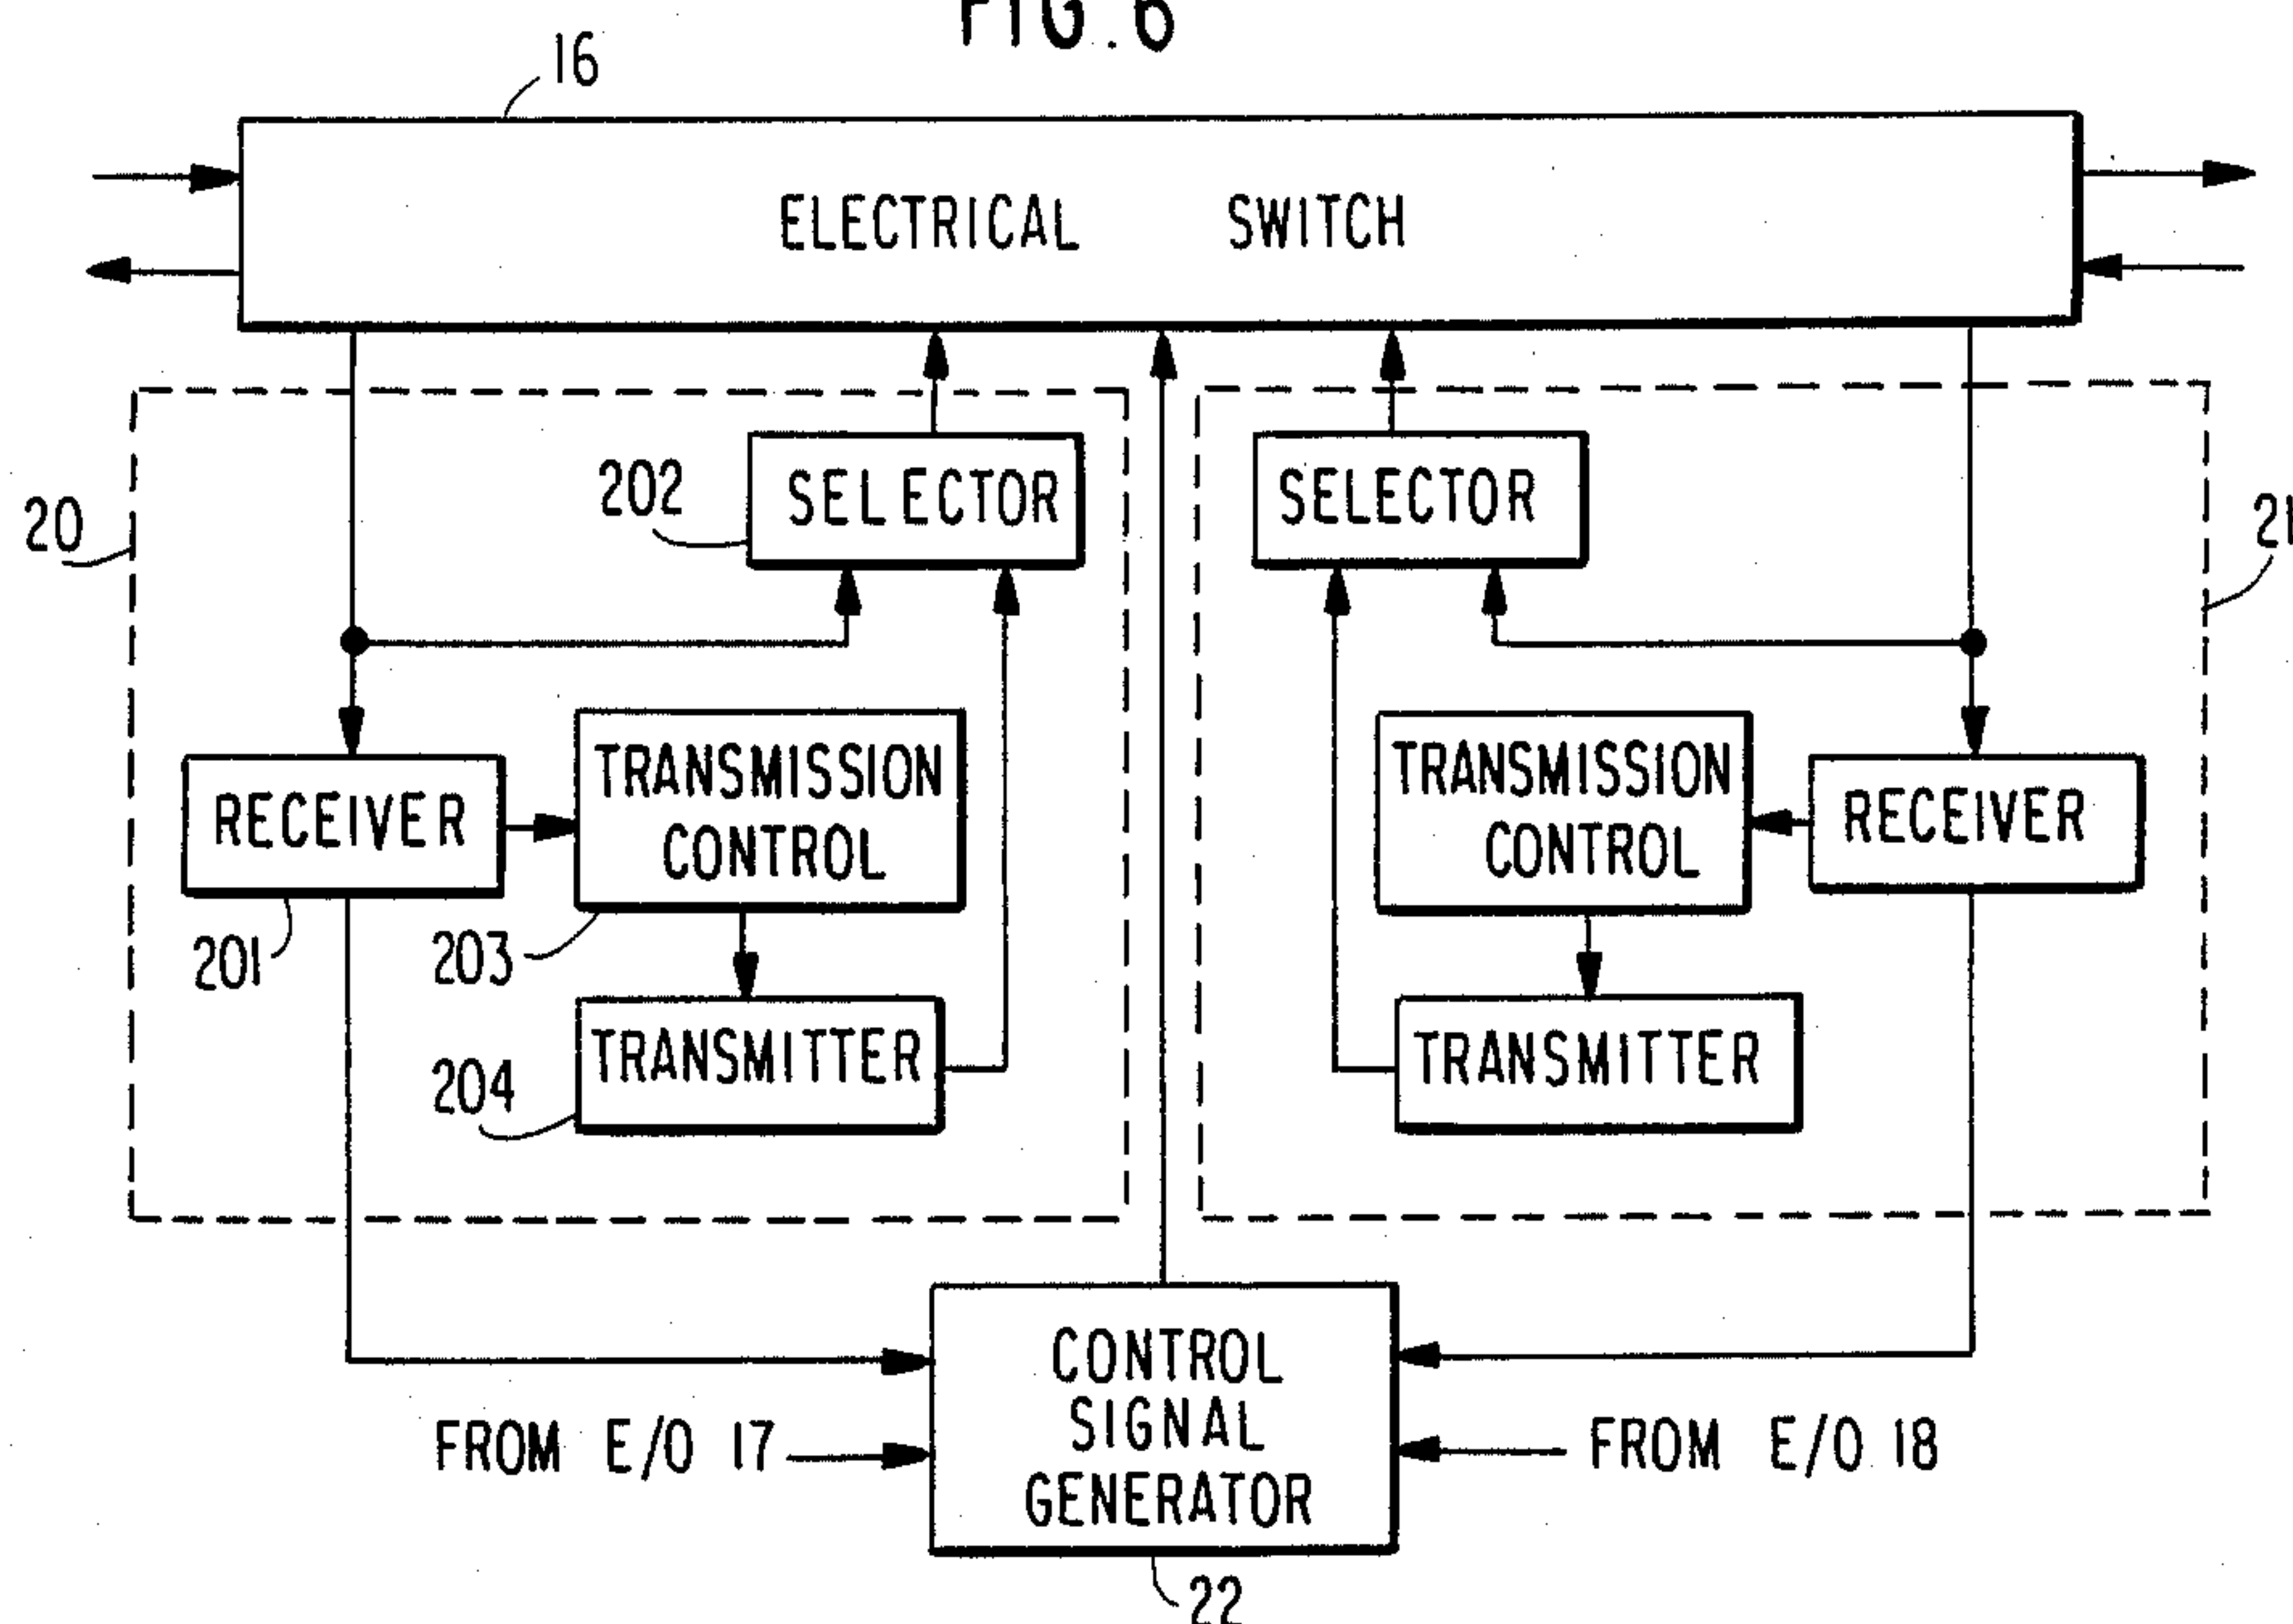 FIG. 6
16
ELECTRICAL SWITCH
202
SELECTOR
SELECTOR
20
21
RECEIVER
TRANSMISSION
CONTROL
TRANSMISSION
CONTROL
RECEIVER
201
203
TRANSMITTER
TRANSMITTER
204
CONTROL
SIGNAL
GENERATOR
FROM E/O 17
FROM E/O 18
22